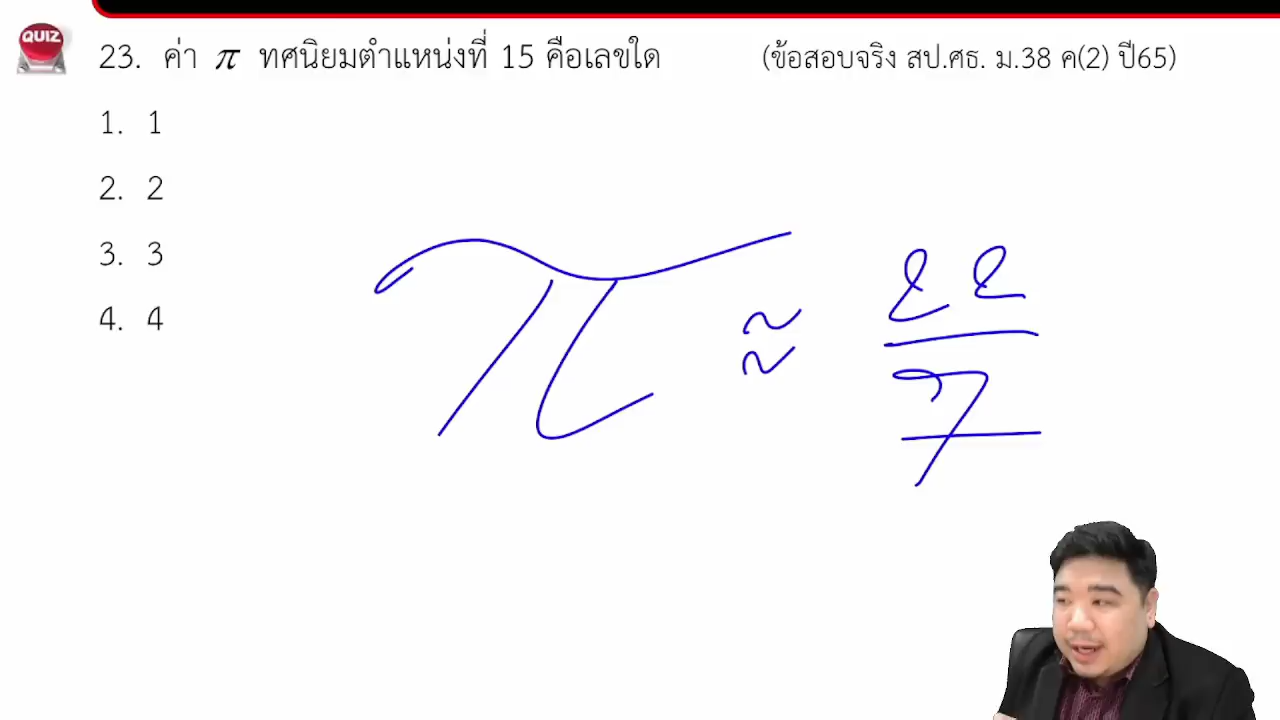 QUIZ
23. ค่า π ทศนิยมตำแหน่งที่ 15 คือเลขใด (ข้อสอบจริง สป.ศธ. ม.38 ค(2) ปี65)
1. 1
2. 2
3. 3
4. 4
π ≈ 22/7